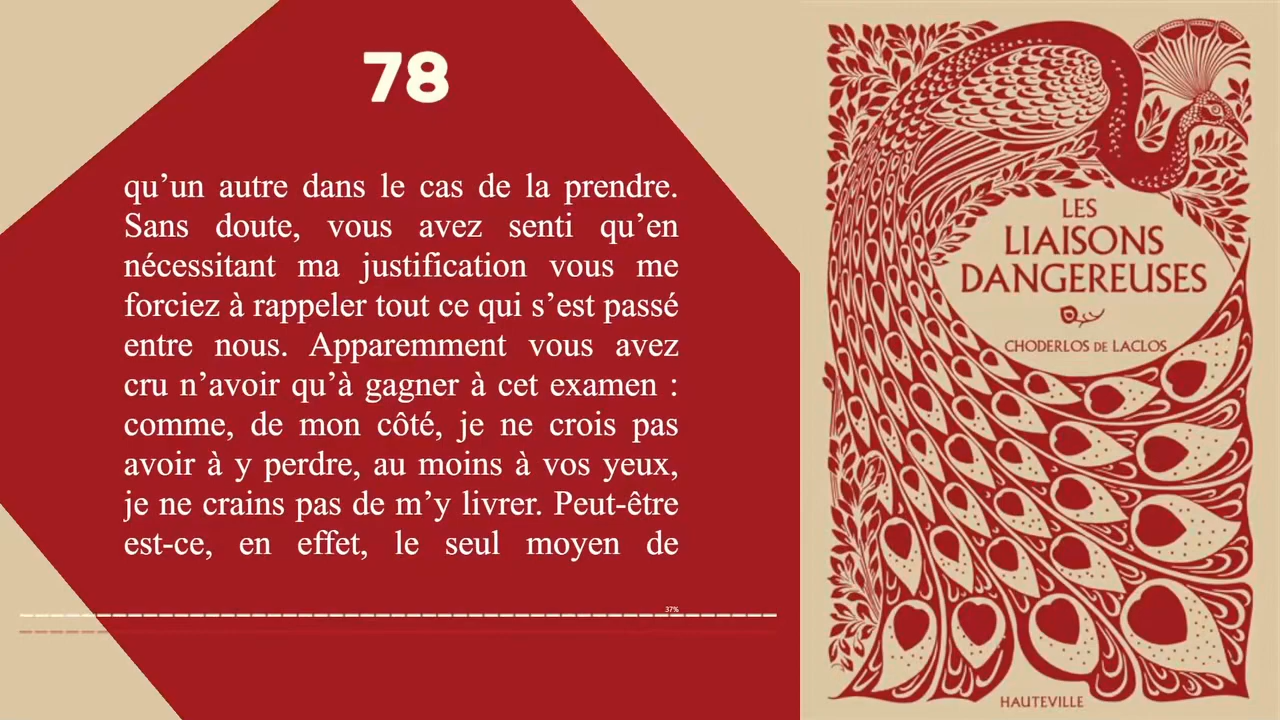 78
qu’un autre dans le cas de la prendre.
Sans doute, vous avez senti qu’en
nécessitant ma justification vous me
forciez à rappeler tout ce qui s’est passé
entre nous. Apparemment vous avez
cru n’avoir qu’à gagner à cet examen :
comme, de mon côté, je ne crois pas
avoir à y perdre, au moins à vos yeux,
je ne crains pas de m’y livrer. Peut-être
est-ce, en effet, le seul moyen de
37%
LES
LIAISONS
DANGEREUSES
CHODERLOS DE LACLOS
HAUTEVILLE